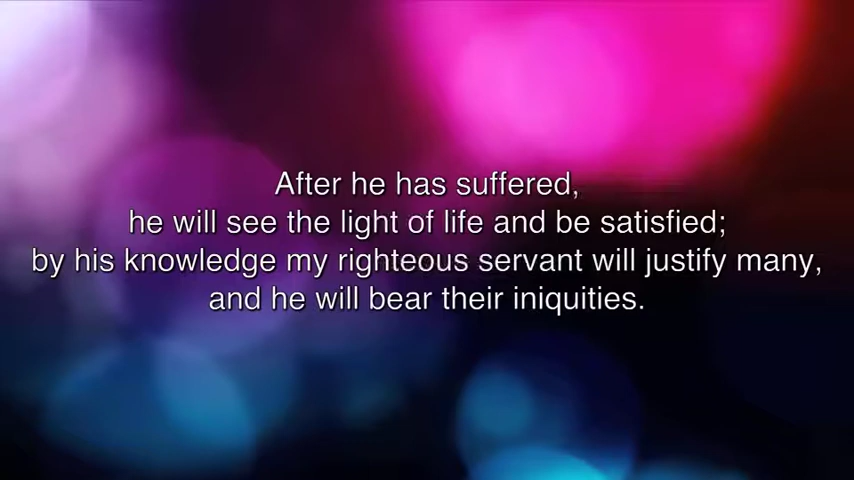 After he has suffered,
he will see the light of life and be satisfied;
by his knowledge my righteous servant will justify many,
and he will bear their iniquities.